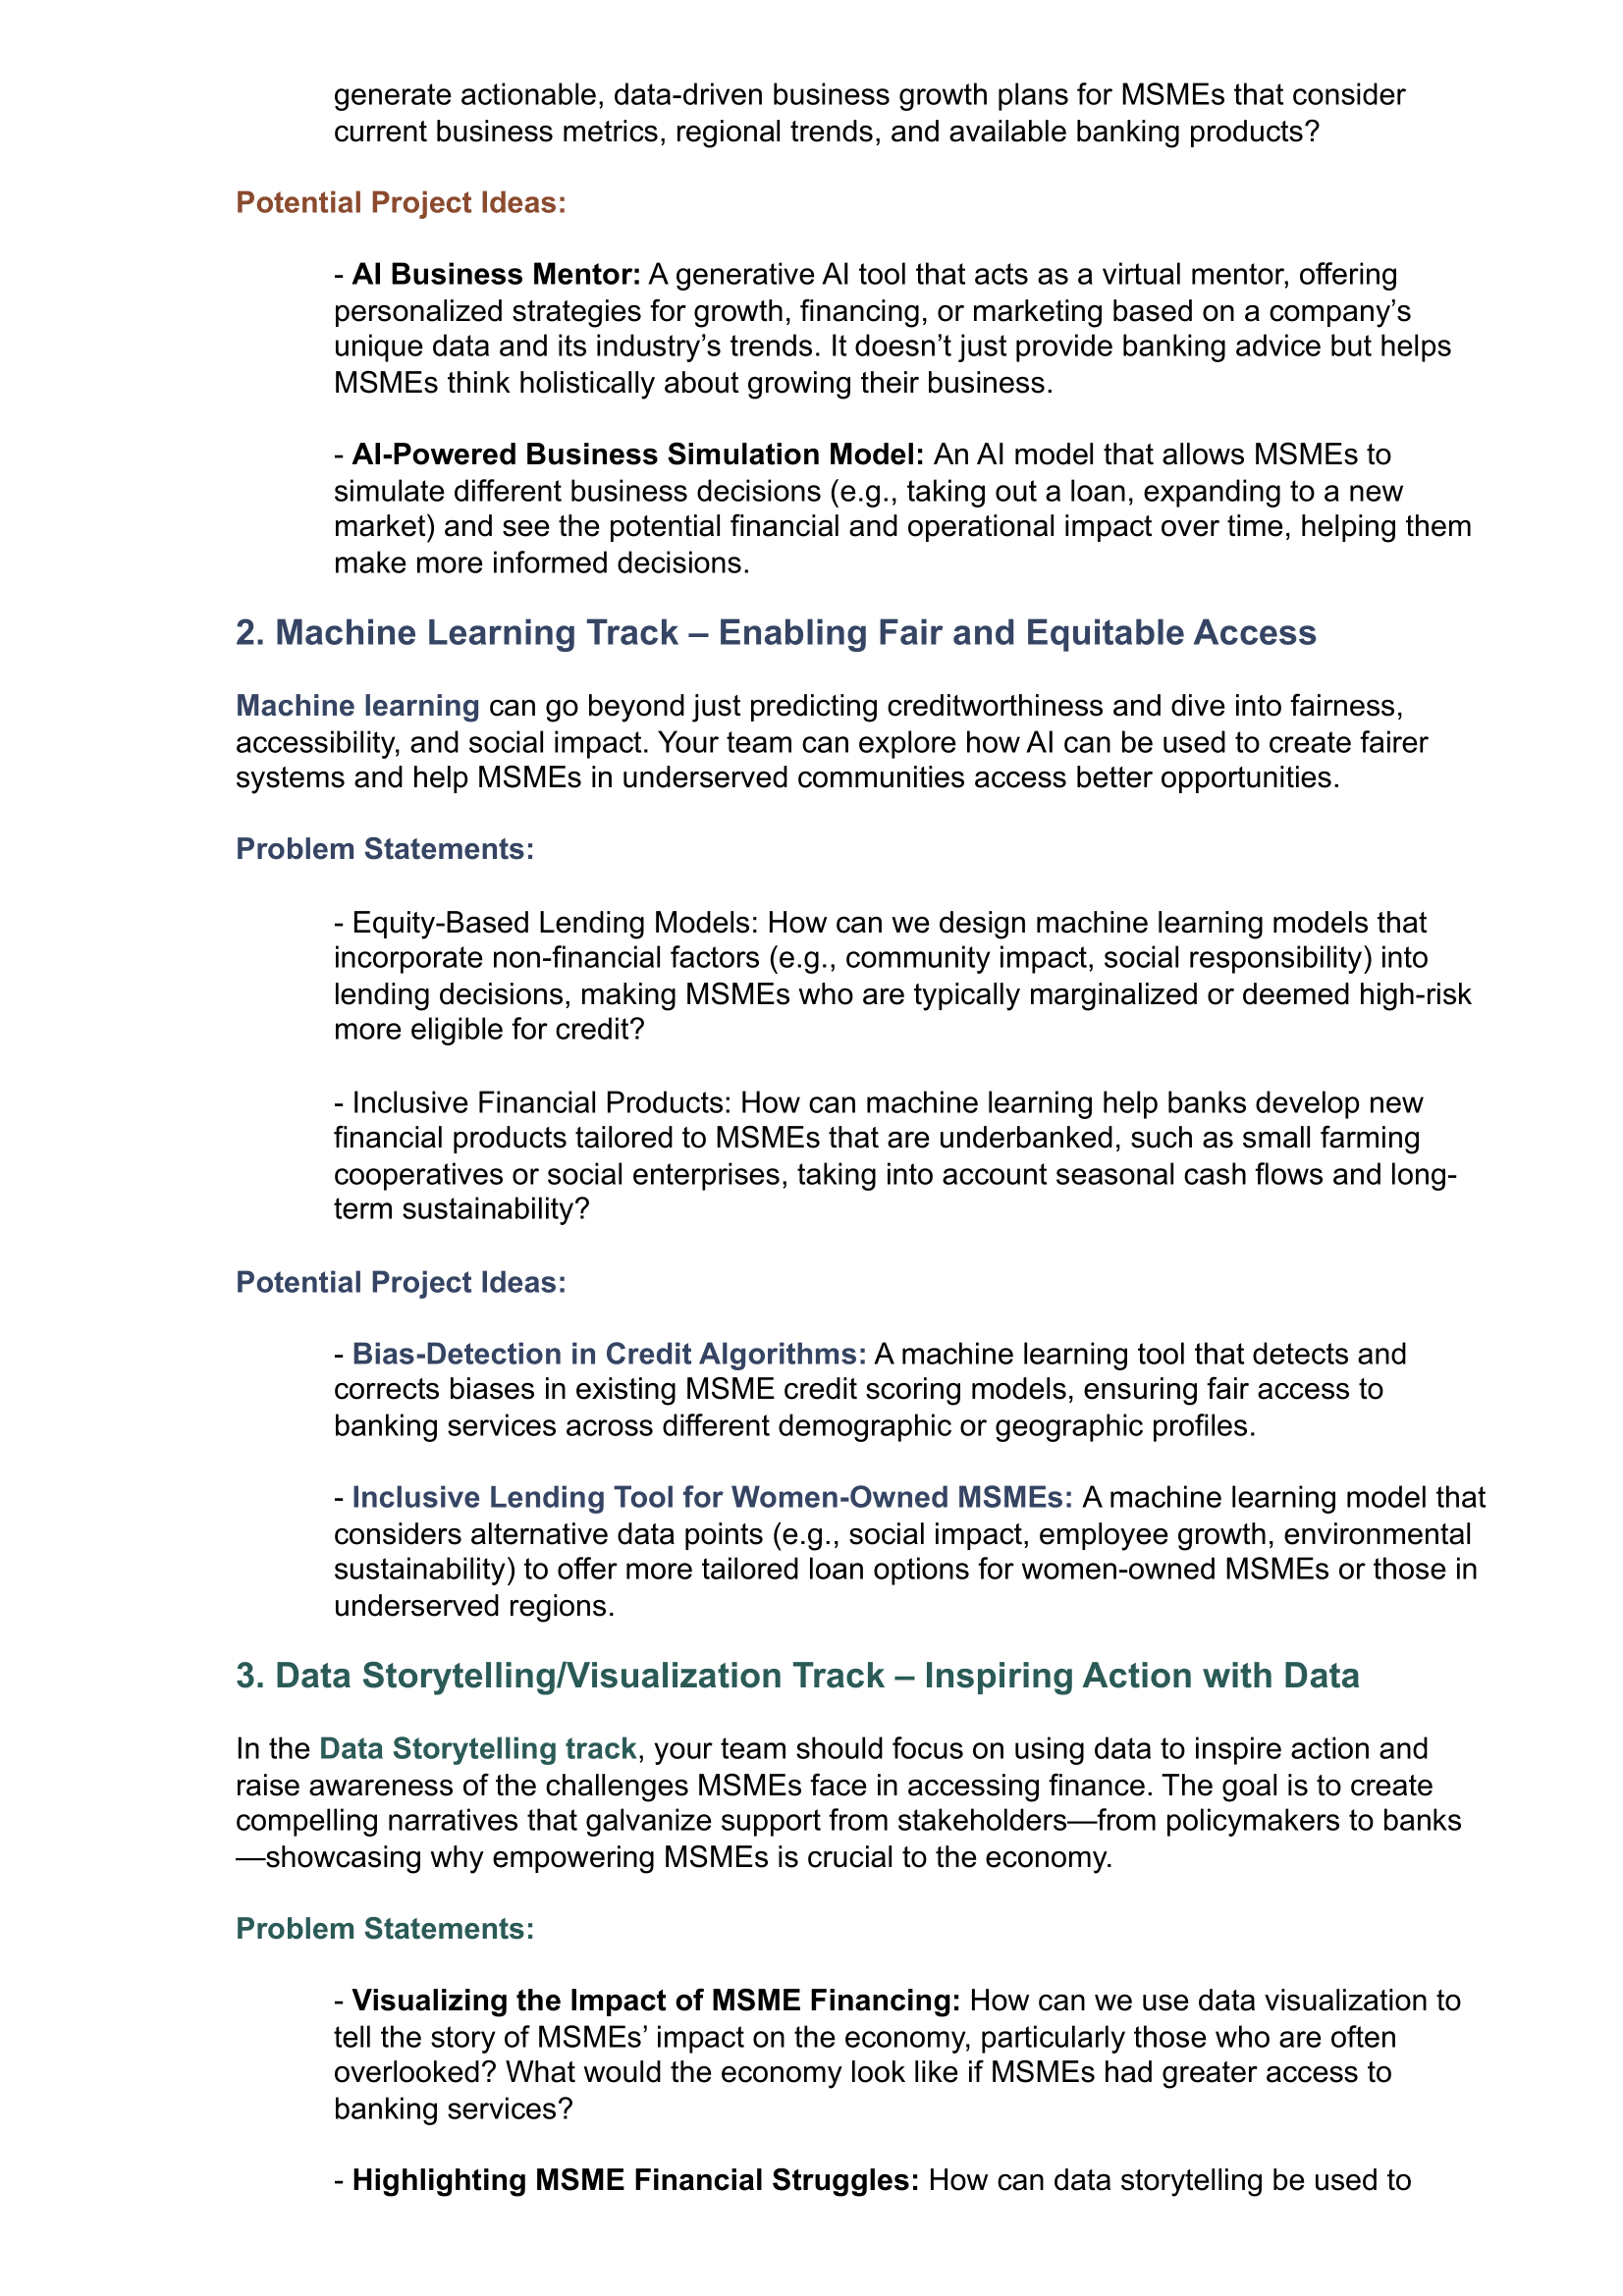 generate actionable, data-driven business growth plans for MSMEs that consider
current business metrics, regional trends, and available banking products?
Potential Project Ideas:
- AI Business Mentor: A generative AI tool that acts as a virtual mentor, offering
personalized strategies for growth, financing, or marketing based on a company’s
unique data and its industry’s trends. It doesn’t just provide banking advice but helps
MSMEs think holistically about growing their business.
- AI-Powered Business Simulation Model: An AI model that allows MSMEs to
simulate different business decisions (e.g., taking out a loan, expanding to a new
market) and see the potential financial and operational impact over time, helping them
make more informed decisions.
2. Machine Learning Track – Enabling Fair and Equitable Access
Machine learning can go beyond just predicting creditworthiness and dive into fairness,
accessibility, and social impact. Your team can explore how AI can be used to create fairer
systems and help MSMEs in underserved communities access better opportunities.
Problem Statements:
- Equity-Based Lending Models: How can we design machine learning models that
incorporate non-financial factors (e.g., community impact, social responsibility) into
lending decisions, making MSMEs who are typically marginalized or deemed high-risk
more eligible for credit?
- Inclusive Financial Products: How can machine learning help banks develop new
financial products tailored to MSMEs that are underbanked, such as small farming
cooperatives or social enterprises, taking into account seasonal cash flows and long-
term sustainability?
Potential Project Ideas:
- Bias-Detection in Credit Algorithms: A machine learning tool that detects and
corrects biases in existing MSME credit scoring models, ensuring fair access to
banking services across different demographic or geographic profiles.
- Inclusive Lending Tool for Women-Owned MSMEs: A machine learning model that
considers alternative data points (e.g., social impact, employee growth, environmental
sustainability) to offer more tailored loan options for women-owned MSMEs or those in
underserved regions.
3. Data Storytelling/Visualization Track – Inspiring Action with Data
In the Data Storytelling track, your team should focus on using data to inspire action and
raise awareness of the challenges MSMEs face in accessing finance. The goal is to create
compelling narratives that galvanize support from stakeholders—from policymakers to banks
—showcasing why empowering MSMEs is crucial to the economy.
Problem Statements:
- Visualizing the Impact of MSME Financing: How can we use data visualization to
tell the story of MSMEs’ impact on the economy, particularly those who are often
overlooked? What would the economy look like if MSMEs had greater access to
banking services?
- Highlighting MSME Financial Struggles: How can data storytelling be used to